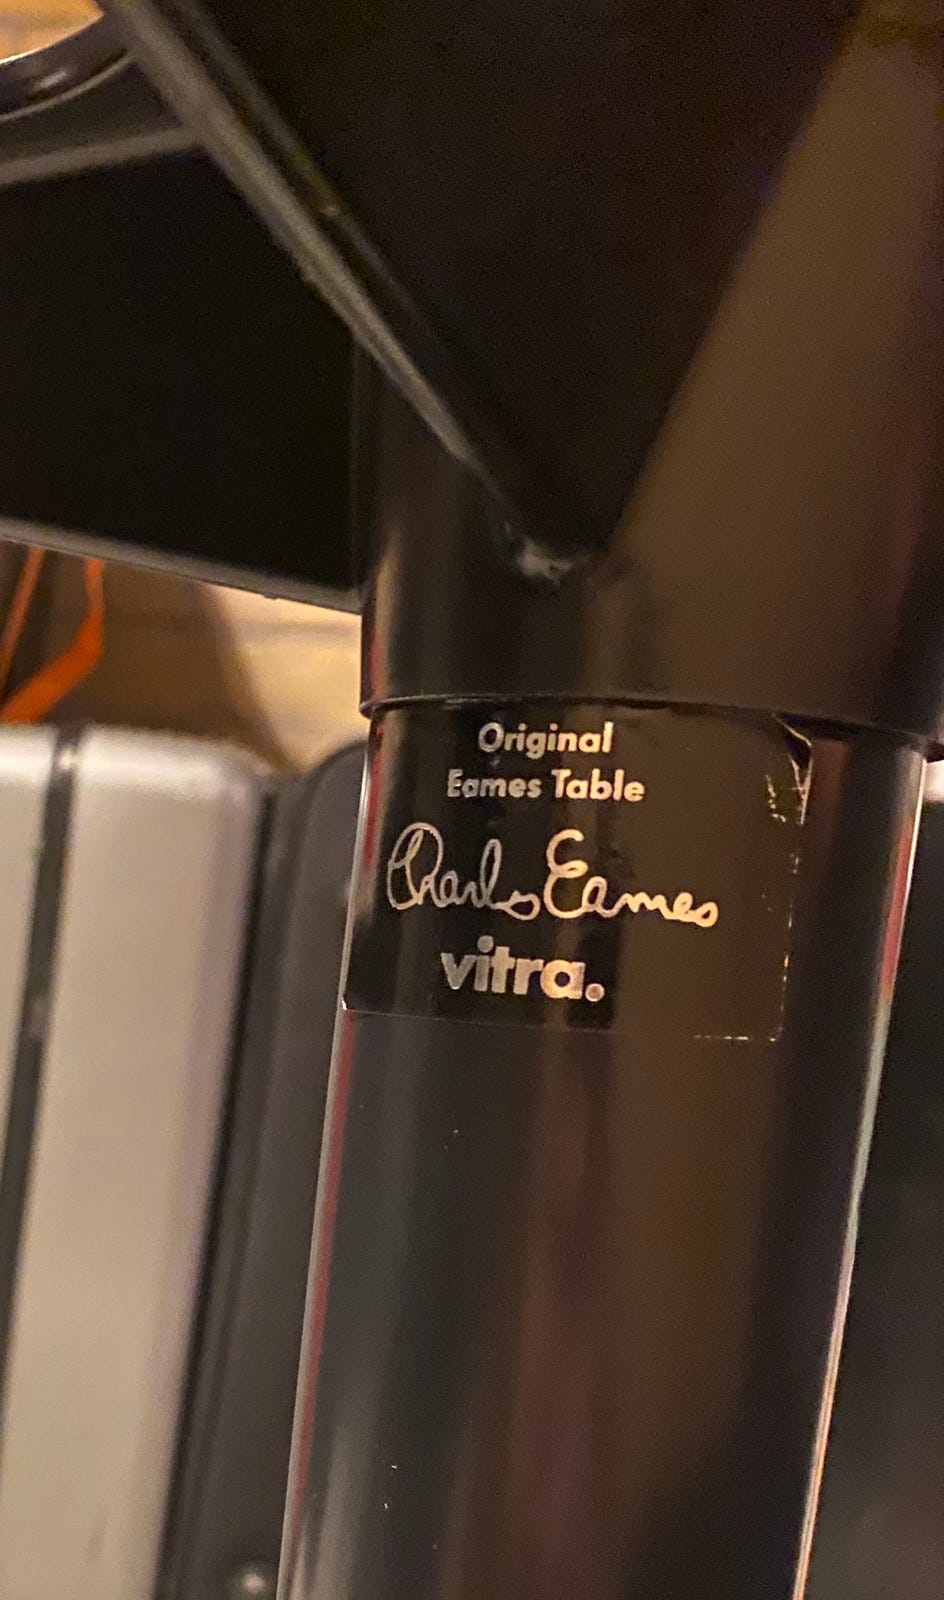 Original
Eames Table
Charles Eames
vitra.